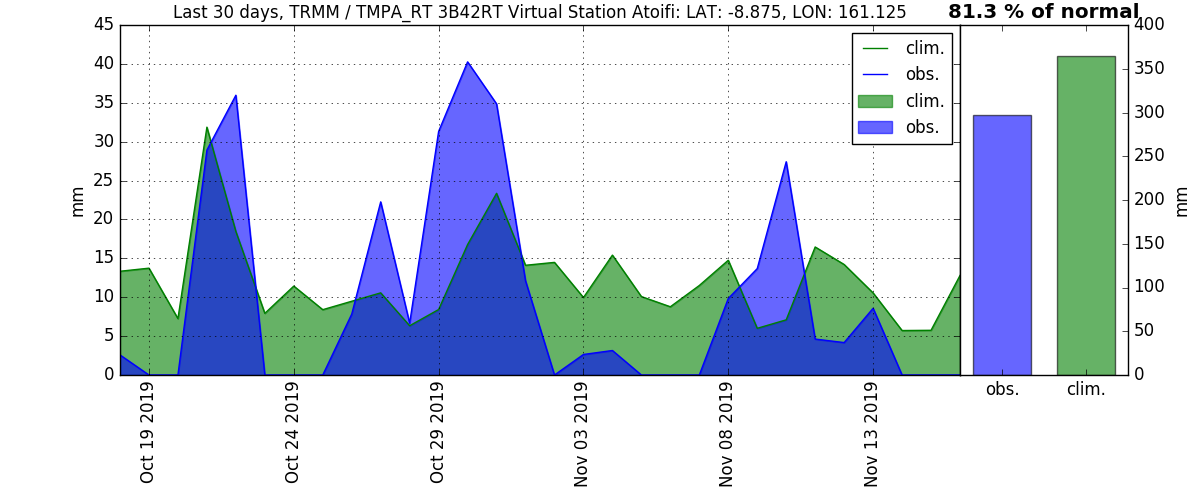 Last 30 days, TRMM / TMPA_RT 3B42RT Virtual Station Atoifi: LAT: -8.875, LON: 161.125
81.3 % of normal
45
40
35
30
25
20
15
10
5
0
mm
clim.
obs.
clim.
obs.
Oct 19 2019
Oct 24 2019
Oct 29 2019
Nov 03 2019
Nov 08 2019
Nov 13 2019
400
350
300
250
200
150
100
50
0
mm
obs.
clim.